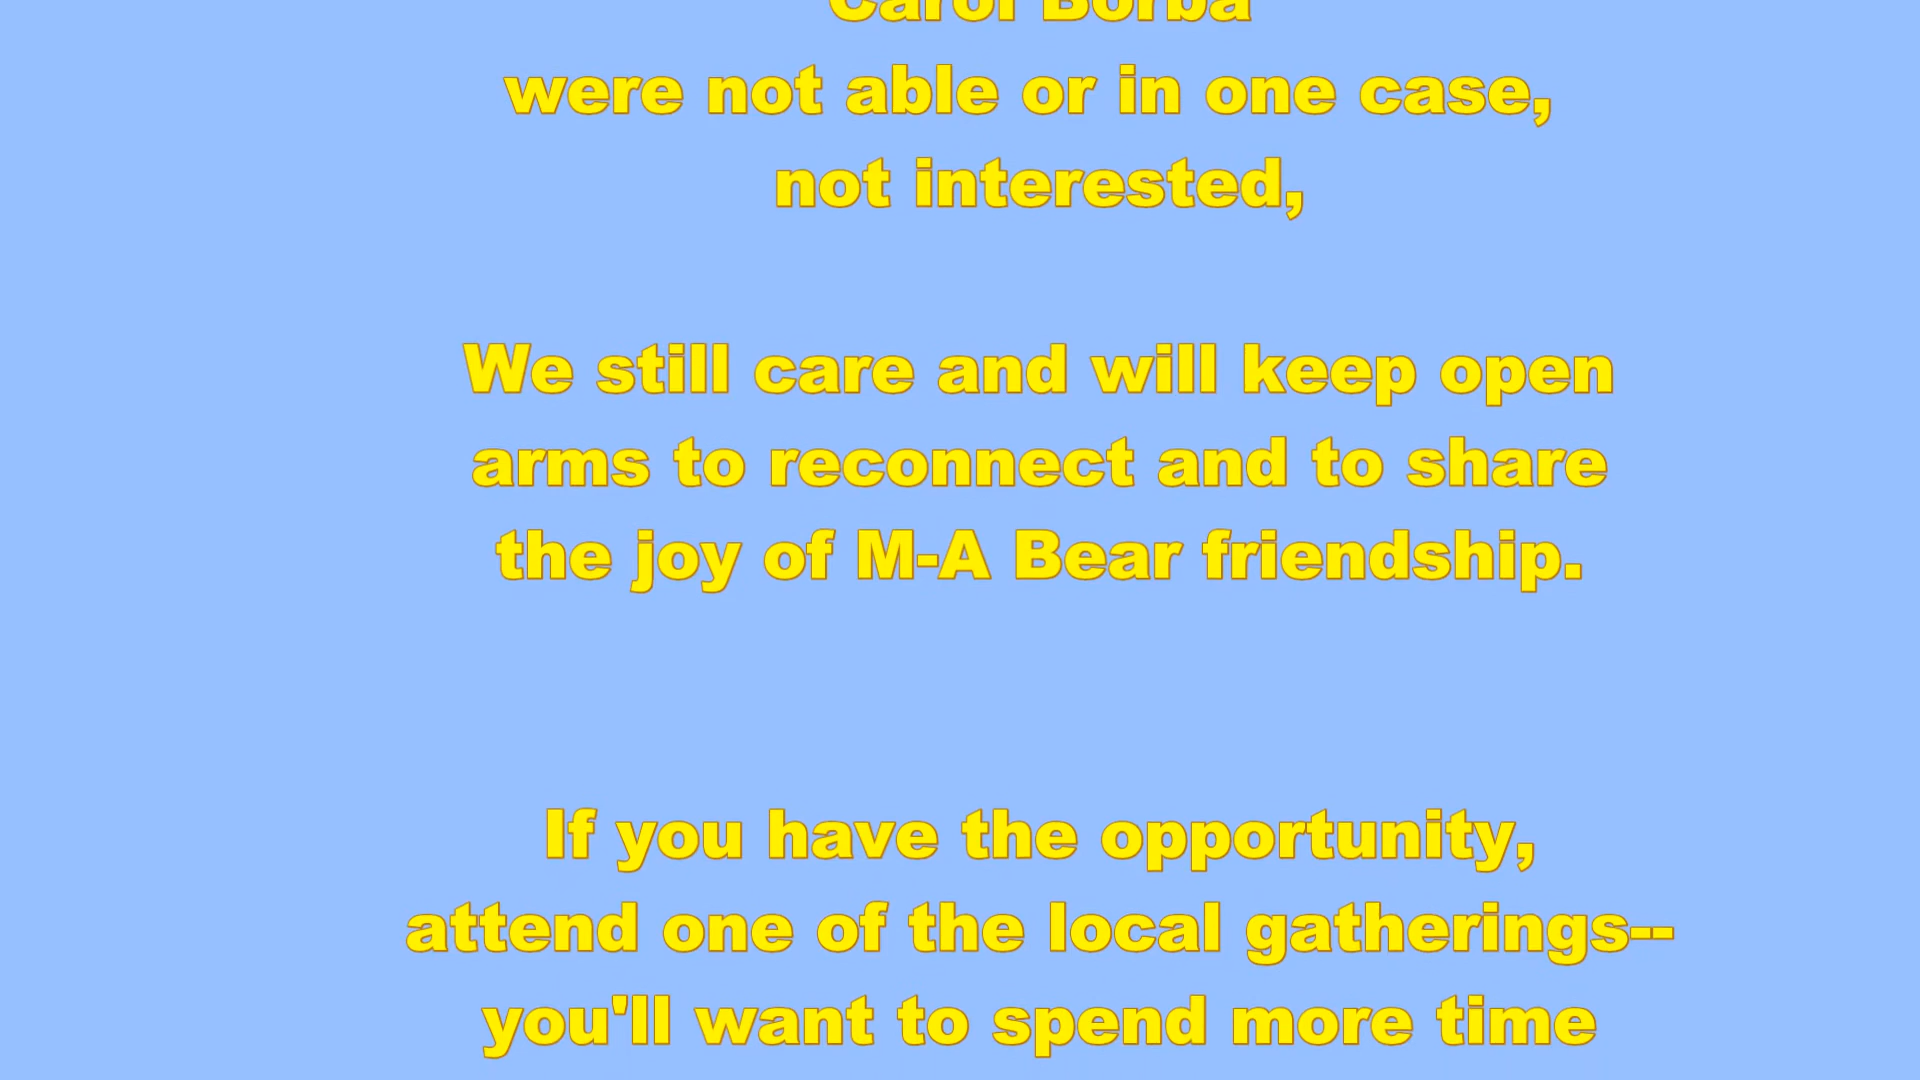 Carol Borba
were not able or in one case,
not interested,
We still care and will keep open
arms to reconnect and to share
the joy of M-A Bear friendship.
If you have the opportunity,
attend one of the local gatherings--
you'll want to spend more time